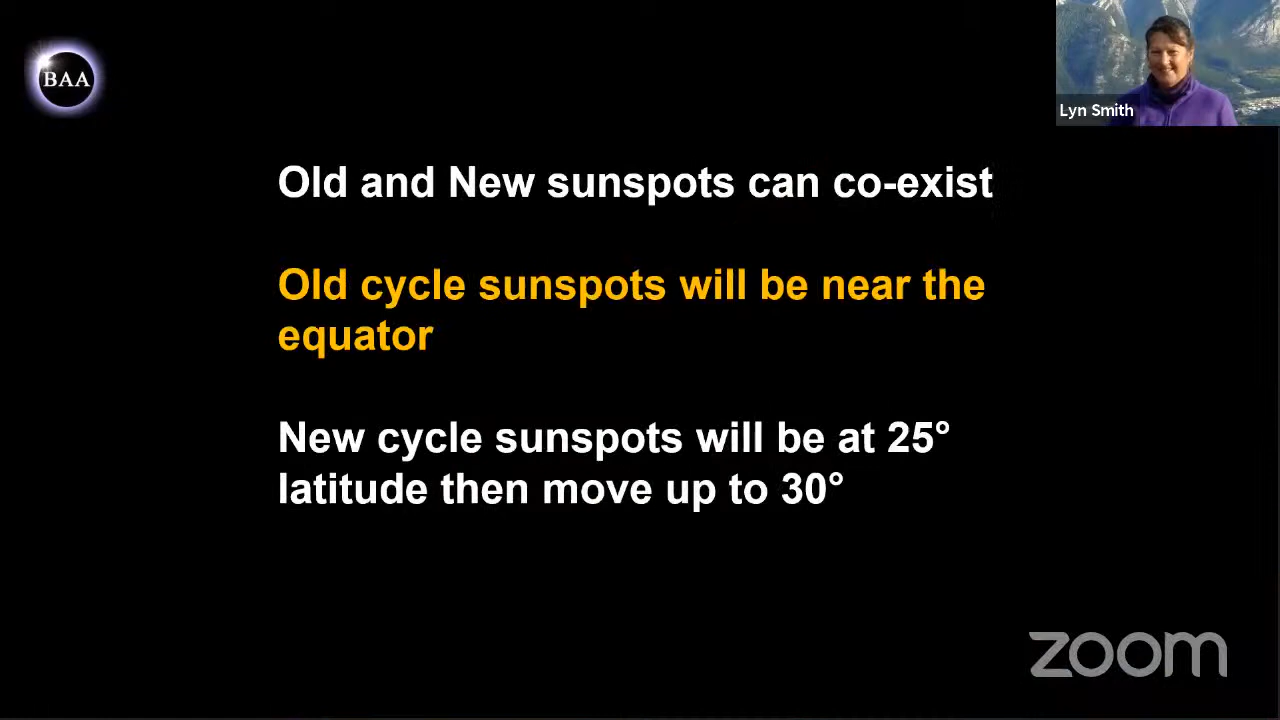 BAA
Lyn Smith
Old and New sunspots can co-exist
Old cycle sunspots will be near the
equator
New cycle sunspots will be at 25°
latitude then move up to 30°
zoom